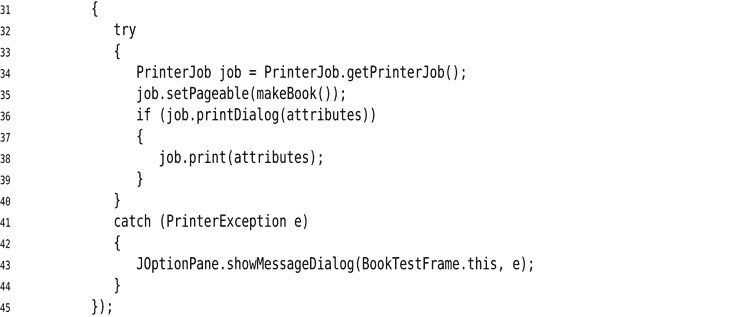 31 {
32 try
33 {
34 PrinterJob job = PrinterJob.getPrinterJob();
35 job.setPageable(makeBook());
36 if (job.printDialog(attributes))
37 {
38 job.print(attributes);
39 }
40 }
41 catch (PrinterException e)
42 {
43 JOptionPane.showMessageDialog(BookTestFrame.this, e);
44 }
45 });